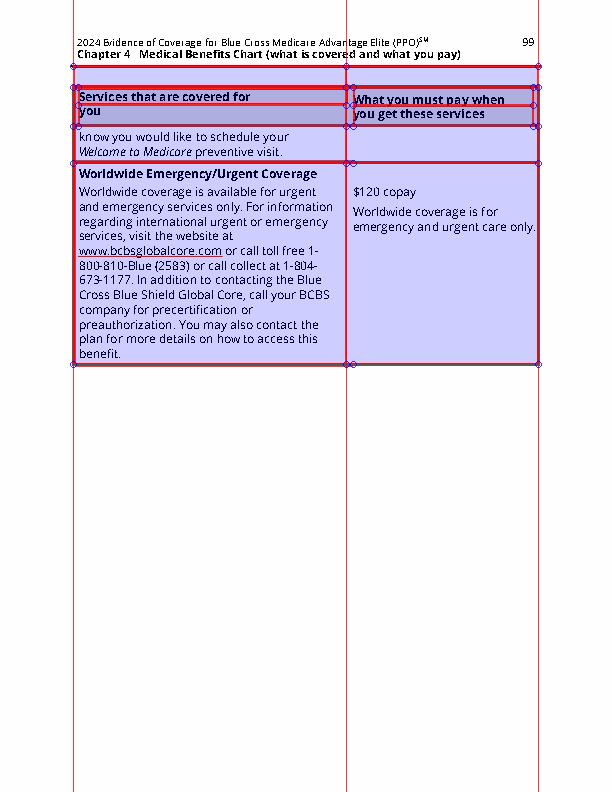 2024 Evidence of Coverage for Blue Cross Medicare Advantage Elite (PPO)℠ 99
Chapter 4 Medical Benefits Chart (what is covered and what you pay)
Services that are covered for
you
What you must pay when
you get these services
know you would like to schedule your
Welcome to Medicare preventive visit.
Worldwide Emergency/Urgent Coverage
Worldwide coverage is available for urgent
and emergency services only. For information
regarding international urgent or emergency
services, visit the website at
www.bcbsglobalcore.com or call toll free 1-
800-810-Blue (2583) or call collect at 1-804-
673-1177. In addition to contacting the Blue
Cross Blue Shield Global Core, call your BCBS
company for precertification or
preauthorization. You may also contact the
plan for more details on how to access this
benefit.
$120 copay
Worldwide coverage is for
emergency and urgent care only.